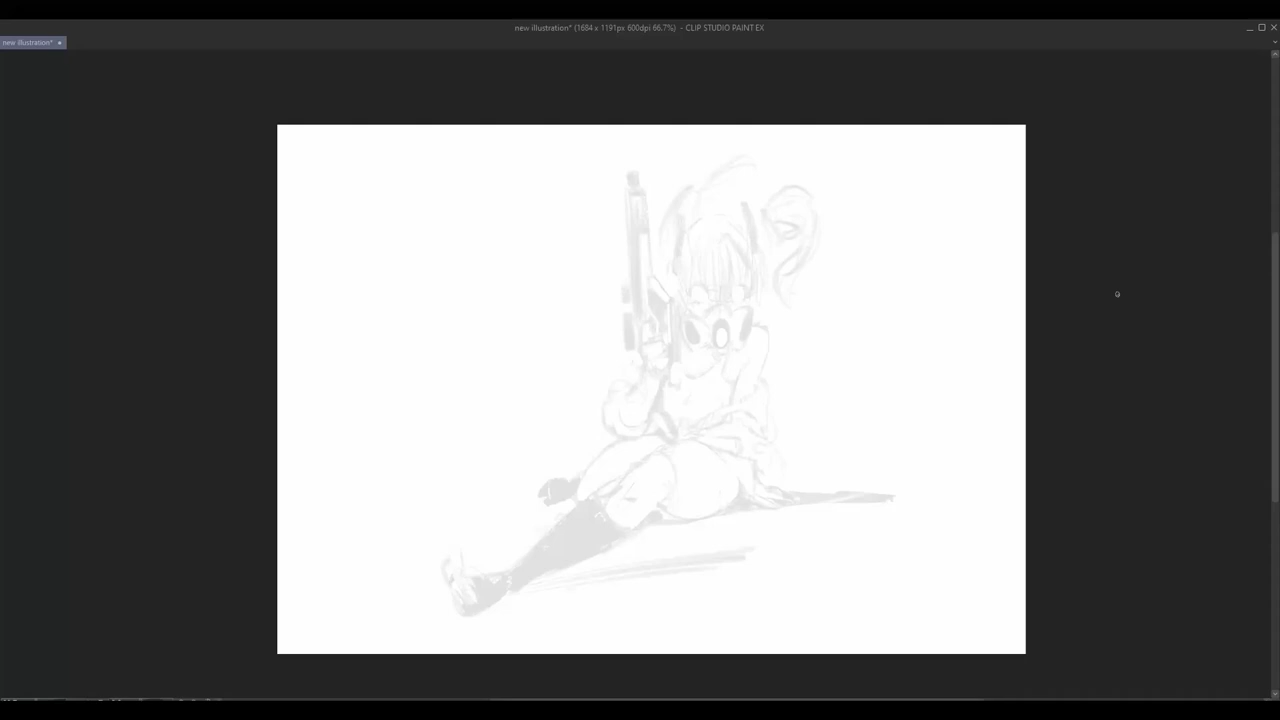 new illustration* (1684 x 1191px 600dpi 66.7%) - CLIP STUDIO PAINT EX
new illustration*